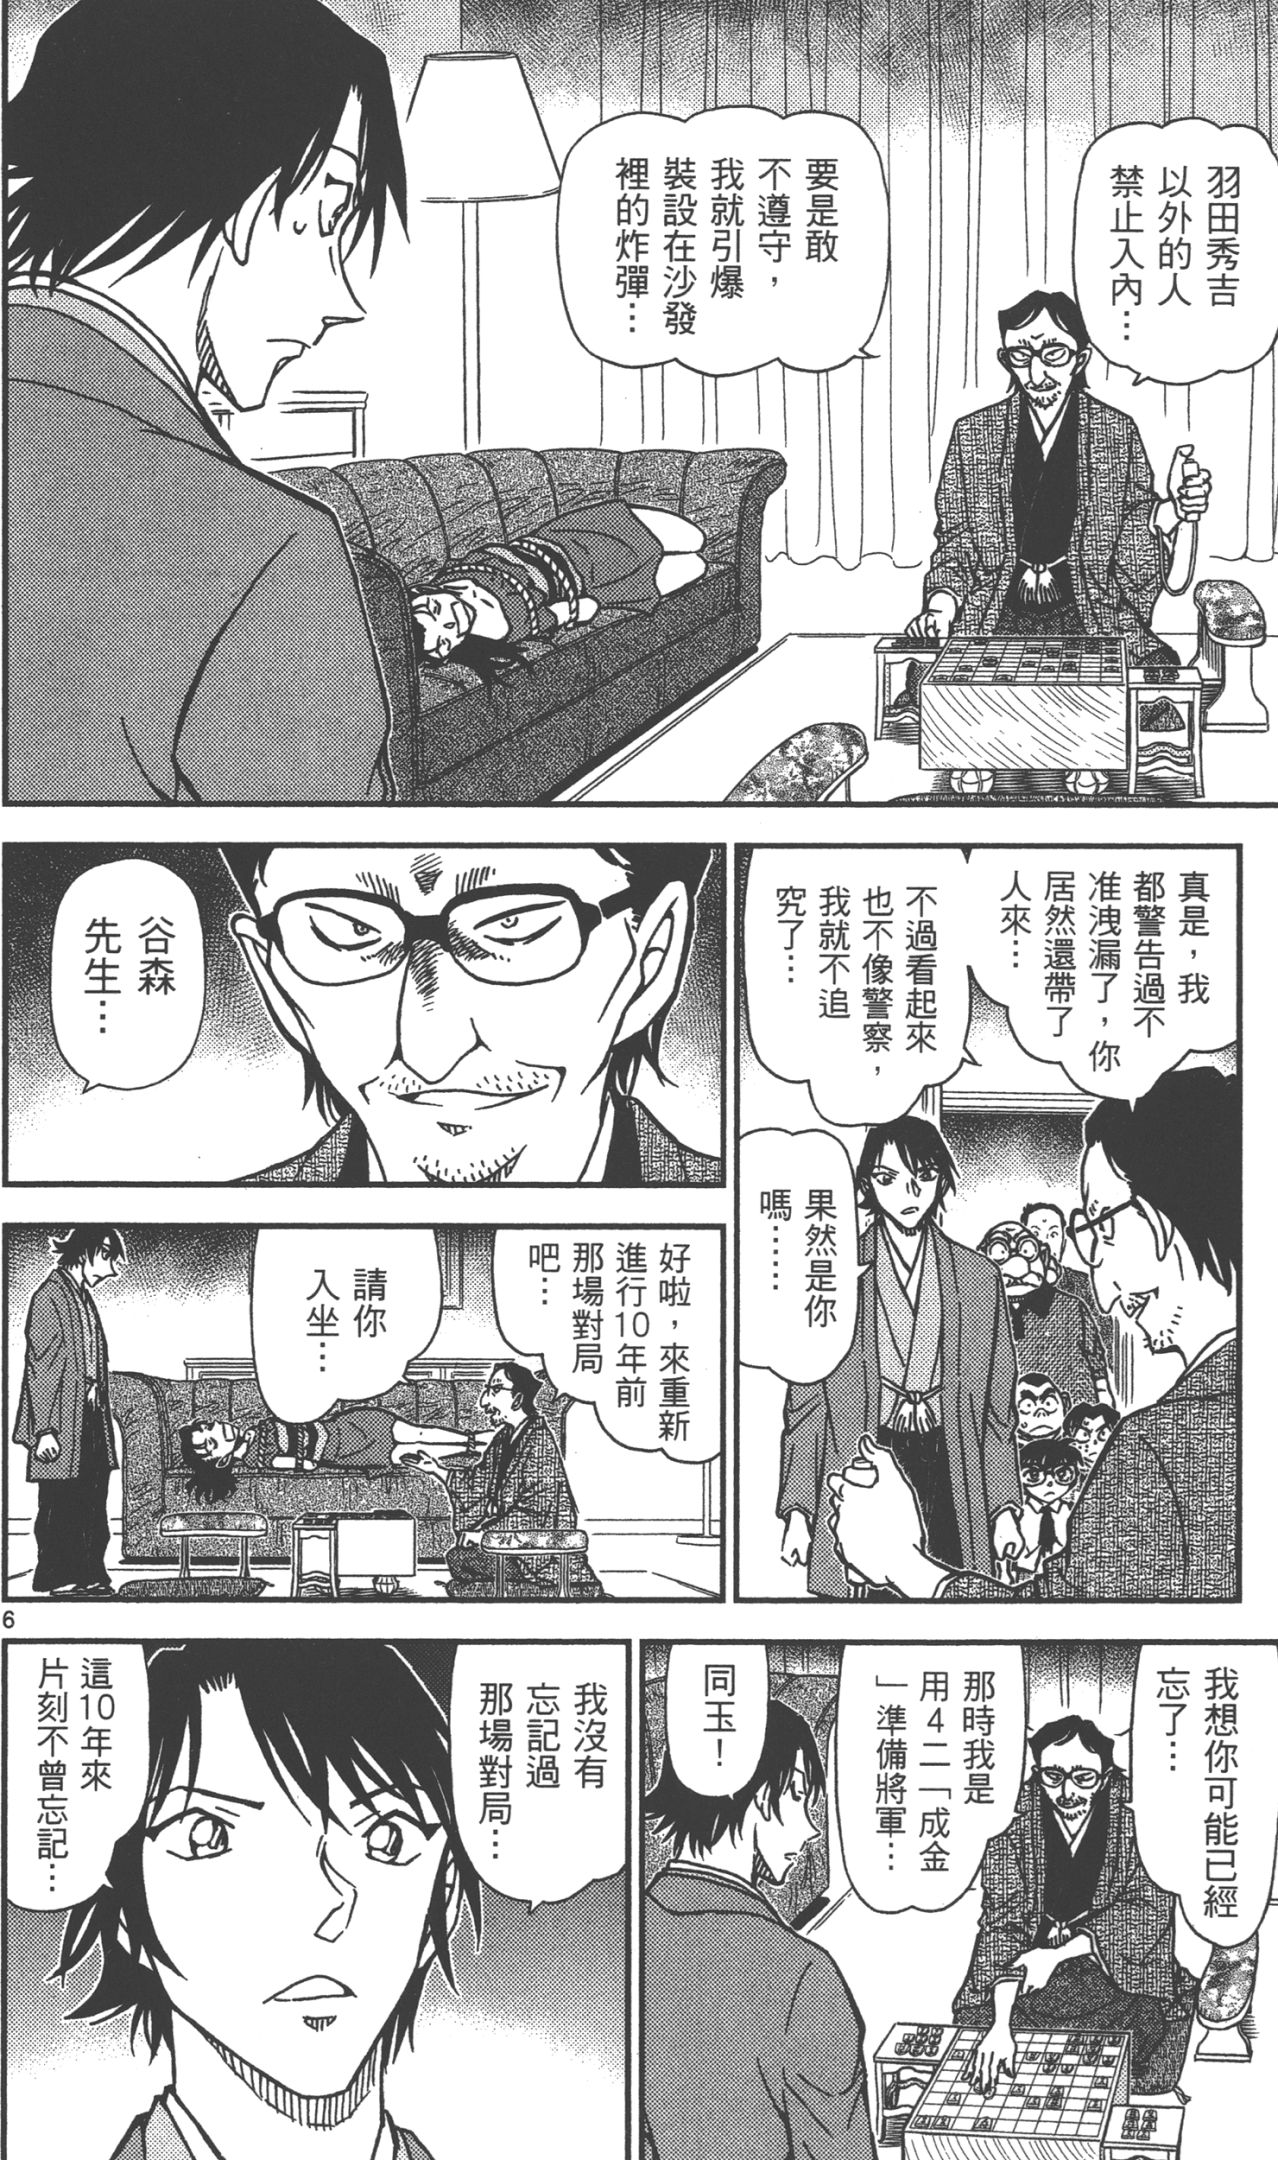 羽田秀吉
以外的人
禁止入內…
要是敢
不遵守，
我就引爆
裝設在沙發
裡的炸彈…
真是，我
都警告過不
准洩漏了，你
居然還帶了
人來…
不過看起來
也不像警察，
我就不追
究了…
果然是你
嗎……
谷森
先生…
好啦，來重新
進行10年前
那場對局
吧…
請你
入坐…
6
我想你可能已經
忘了…
那時我是
用4二「成金
」準備將軍…
同玉！
我沒有
忘記過
那場對局…
這10年來
片刻不曾忘記…